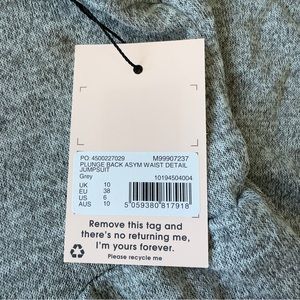 PO: 4500227029 M99907237
PLUNGE BACK ASYM WAIST DETAIL
JUMPSUIT
Grey 10194504004
UK 10
EU 38
US 6
AUS 10
5 059380 817918
Remove this tag and
there's no returning me,
I'm yours forever.
Please recycle me